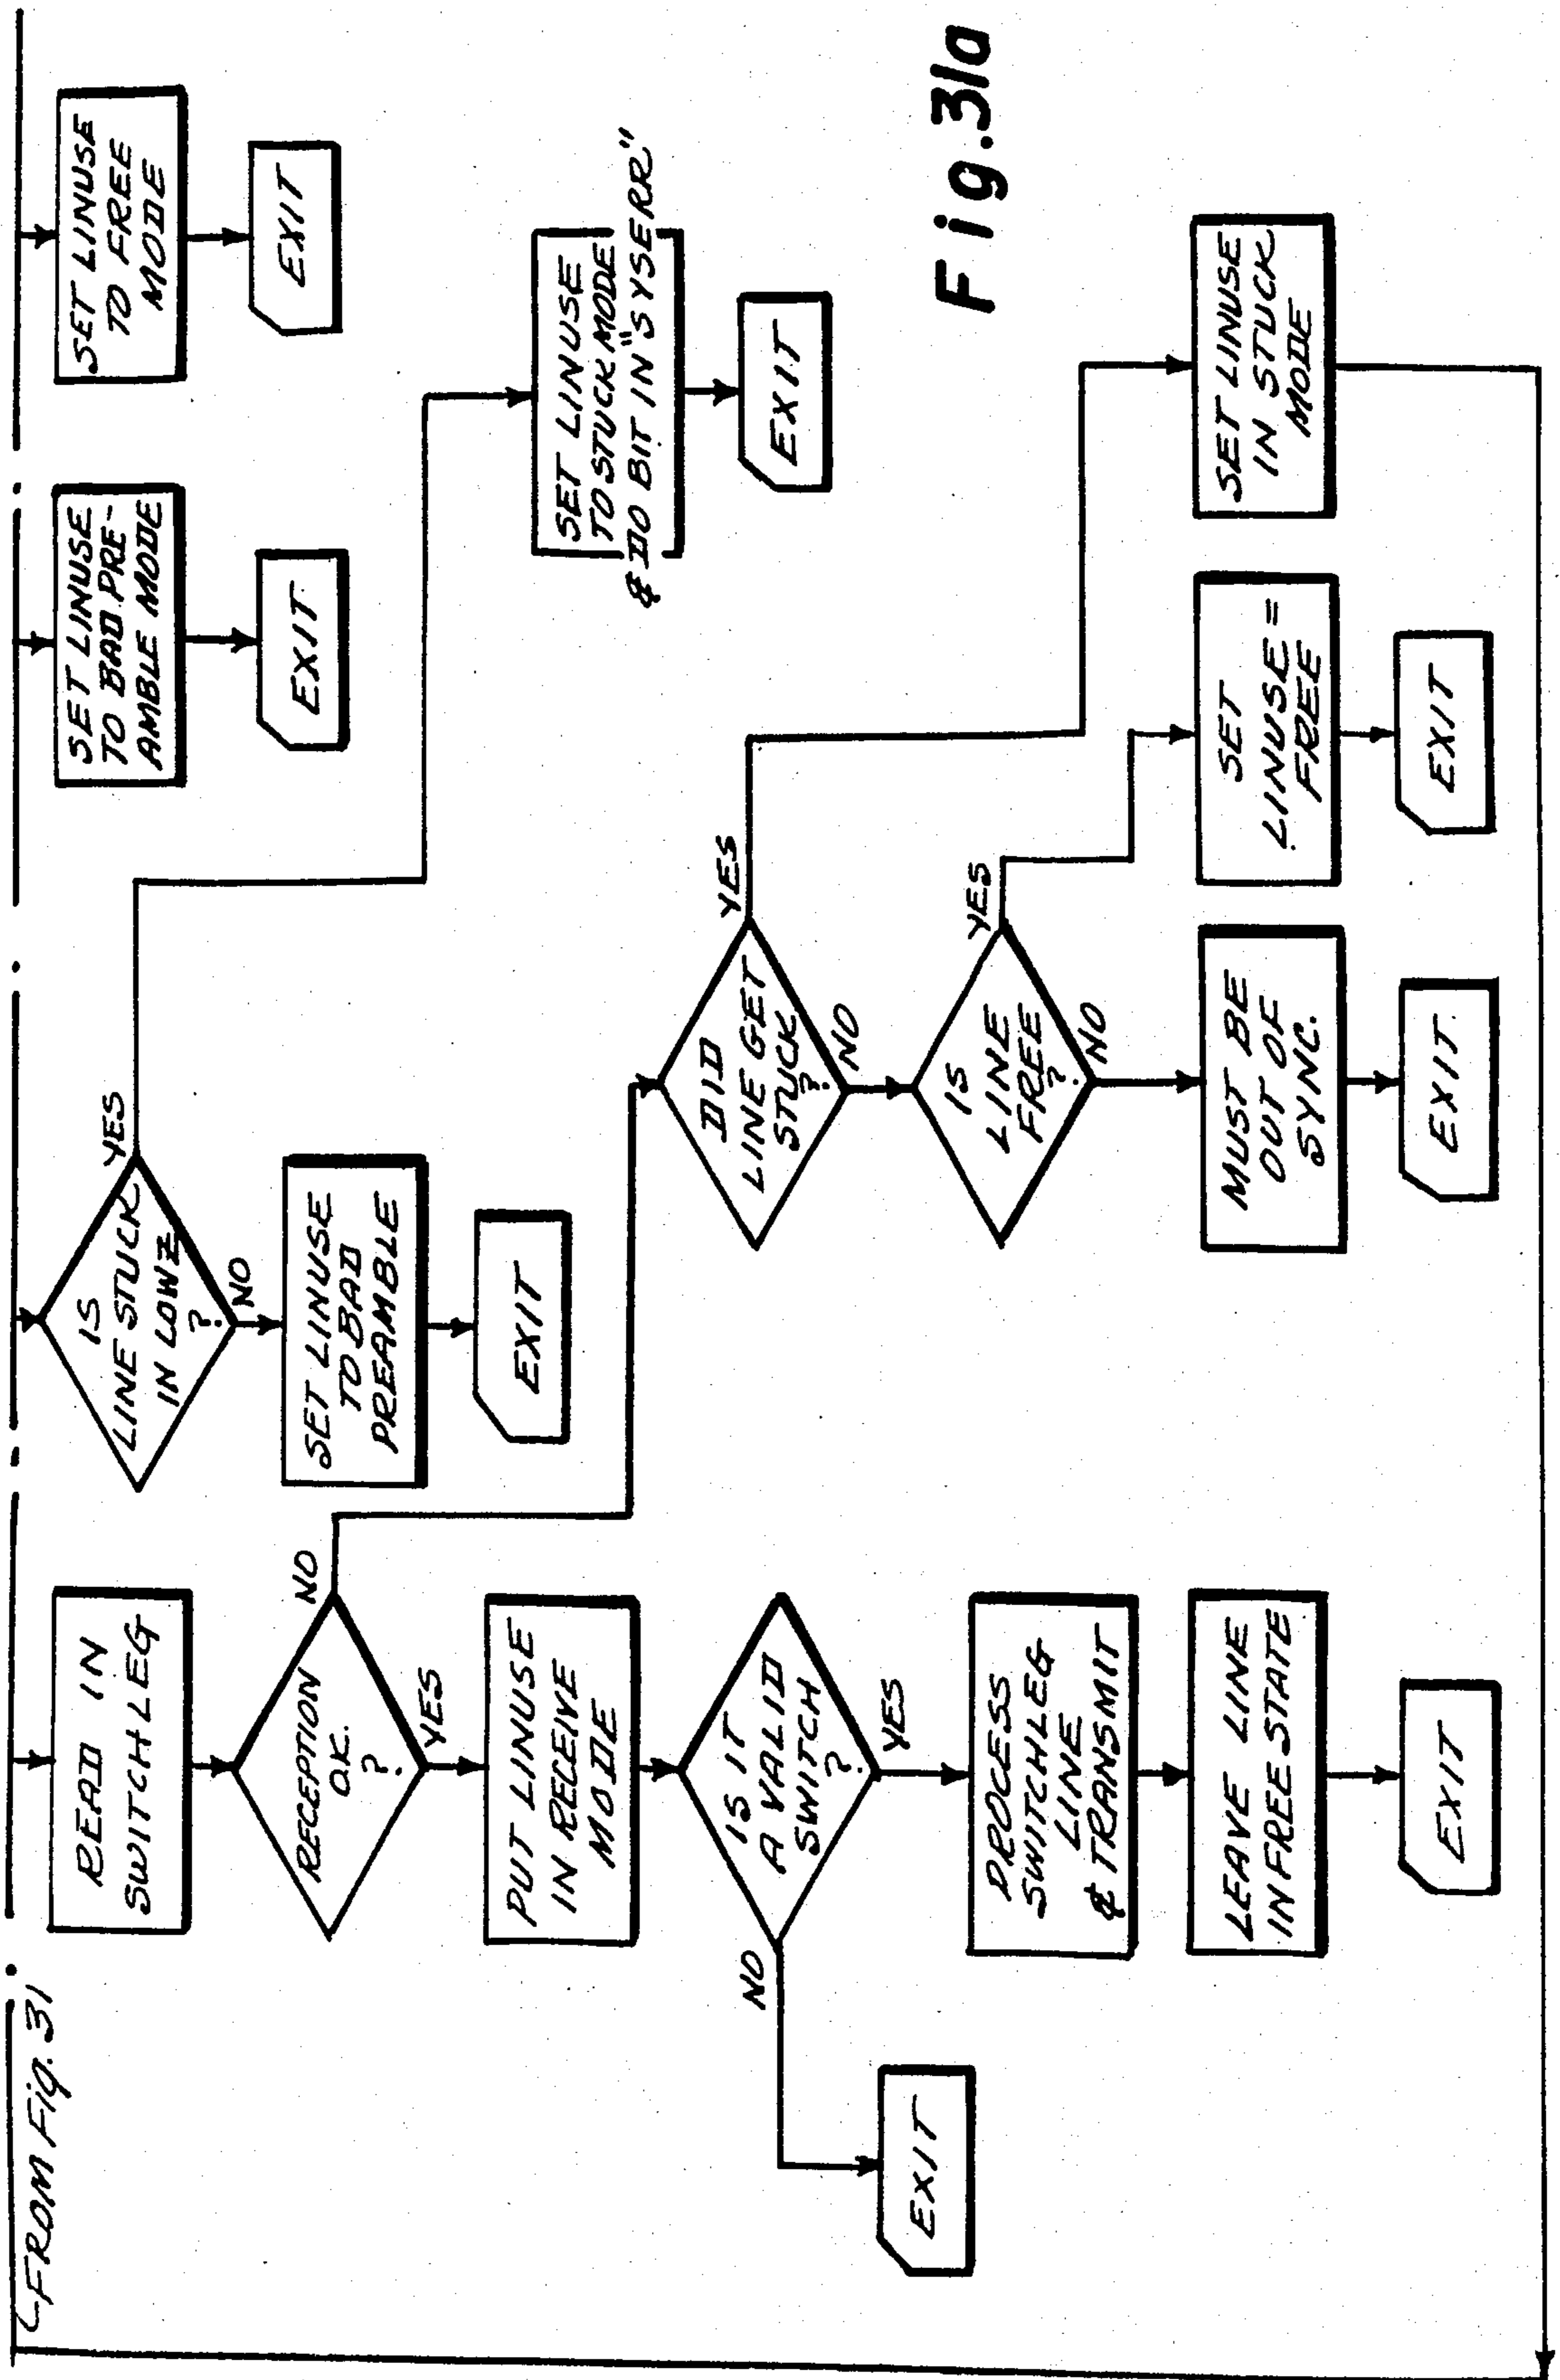 FROM Fig. 31
READ IN
SWITCHLEG
RECEPTION
O.K.
?
NO
YES
PUT LINUSE
IN RECEIVE
MODE
IS IT
A VALID
SWITCH
?
NO
YES
EXIT
PROCESS
SWITCHLEG
LINE
& TRANSMIT
LEAVE LINE
IN FREE STATE
EXIT
IS
LINE STUCK
IN LOW Z
?
YES
NO
SET LINUSE
TO BAD
PREAMBLE
EXIT
SET LINUSE
TO BAD PRE-
AMBLE MODE
EXIT
SET LINUSE
TO FREE
MODE
EXIT
SET LINUSE
TO STUCK MODE
& DO BIT IN "SYSERR"
EXIT
DID
LINE GET
STUCK
?
YES
NO
IS
LINE
FREE
?
YES
NO
MUST BE
OUT OF
SYNC.
EXIT
SET
LINUSE =
FREE
EXIT
SET LINUSE
IN STUCK
MODE
Fig. 31a